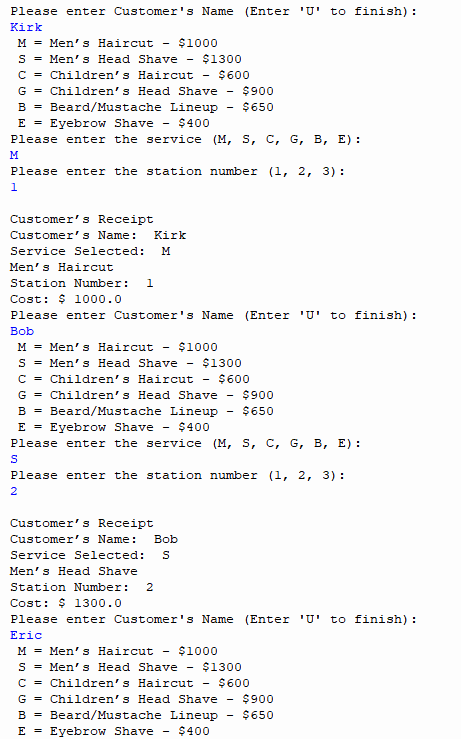 Please enter Customer's Name (Enter 'U' to finish):
Kirk
M = Men’s Haircut – $1000
S = Men’s Head Shave – $1300
C = Children’s Haircut – $600
G = Children’s Head Shave – $900
B = Beard/Mustache Lineup – $650
E = Eyebrow Shave – $400
Please enter the service (M, S, C, G, B, E):
M
Please enter the station number (1, 2, 3):
1
Customer’s Receipt
Customer’s Name:  Kirk
Service Selected:  M
Men’s Haircut
Station Number:  1
Cost: $ 1000.0
Please enter Customer's Name (Enter 'U' to finish):
Bob
M = Men’s Haircut – $1000
S = Men’s Head Shave – $1300
C = Children’s Haircut – $600
G = Children’s Head Shave – $900
B = Beard/Mustache Lineup – $650
E = Eyebrow Shave – $400
Please enter the service (M, S, C, G, B, E):
S
Please enter the station number (1, 2, 3):
2
Customer’s Receipt
Customer’s Name:  Bob
Service Selected:  S
Men’s Head Shave
Station Number:  2
Cost: $ 1300.0
Please enter Customer's Name (Enter 'U' to finish):
Eric
M = Men’s Haircut – $1000
S = Men’s Head Shave – $1300
C = Children’s Haircut – $600
G = Children’s Head Shave – $900
B = Beard/Mustache Lineup – $650
E = Eyebrow Shave – $400